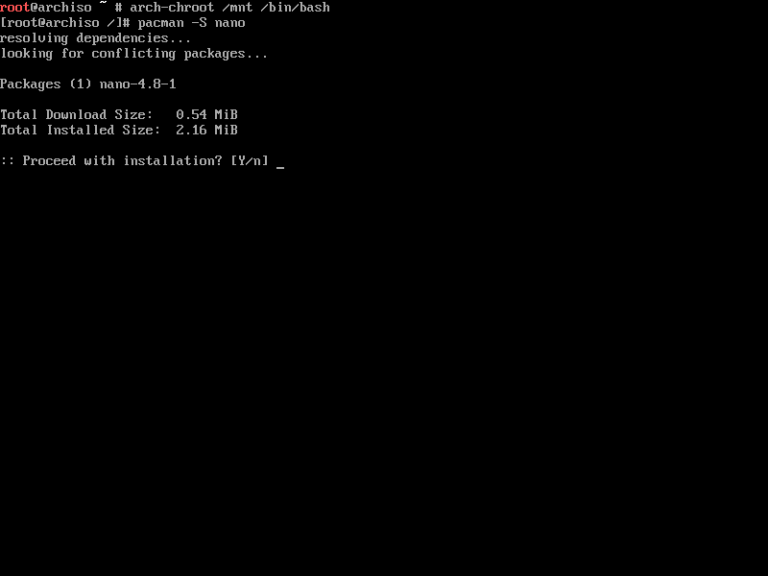 root@archiso ~ # arch-chroot /mnt /bin/bash
[root@archiso /]# pacman -S nano
resolving dependencies...
looking for conflicting packages...
Packages (1) nano-4.8-1
Total Download Size:   0.54 MiB
Total Installed Size:  2.16 MiB
:: Proceed with installation? [Y/n] _